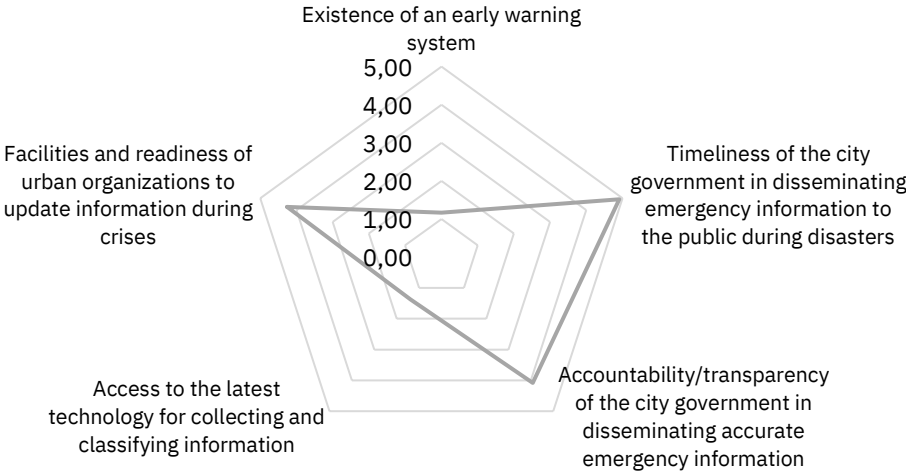 Existence of an early warning
system
5,00
4,00
3,00
2,00
1,00
0,00
Timeliness of the city
government in disseminating
emergency information to
the public during disasters
Accountability/transparency
of the city government in
disseminating accurate
emergency information
Access to the latest
technology for collecting and
classifying information
Facilities and readiness of
urban organizations to
update information during
crises